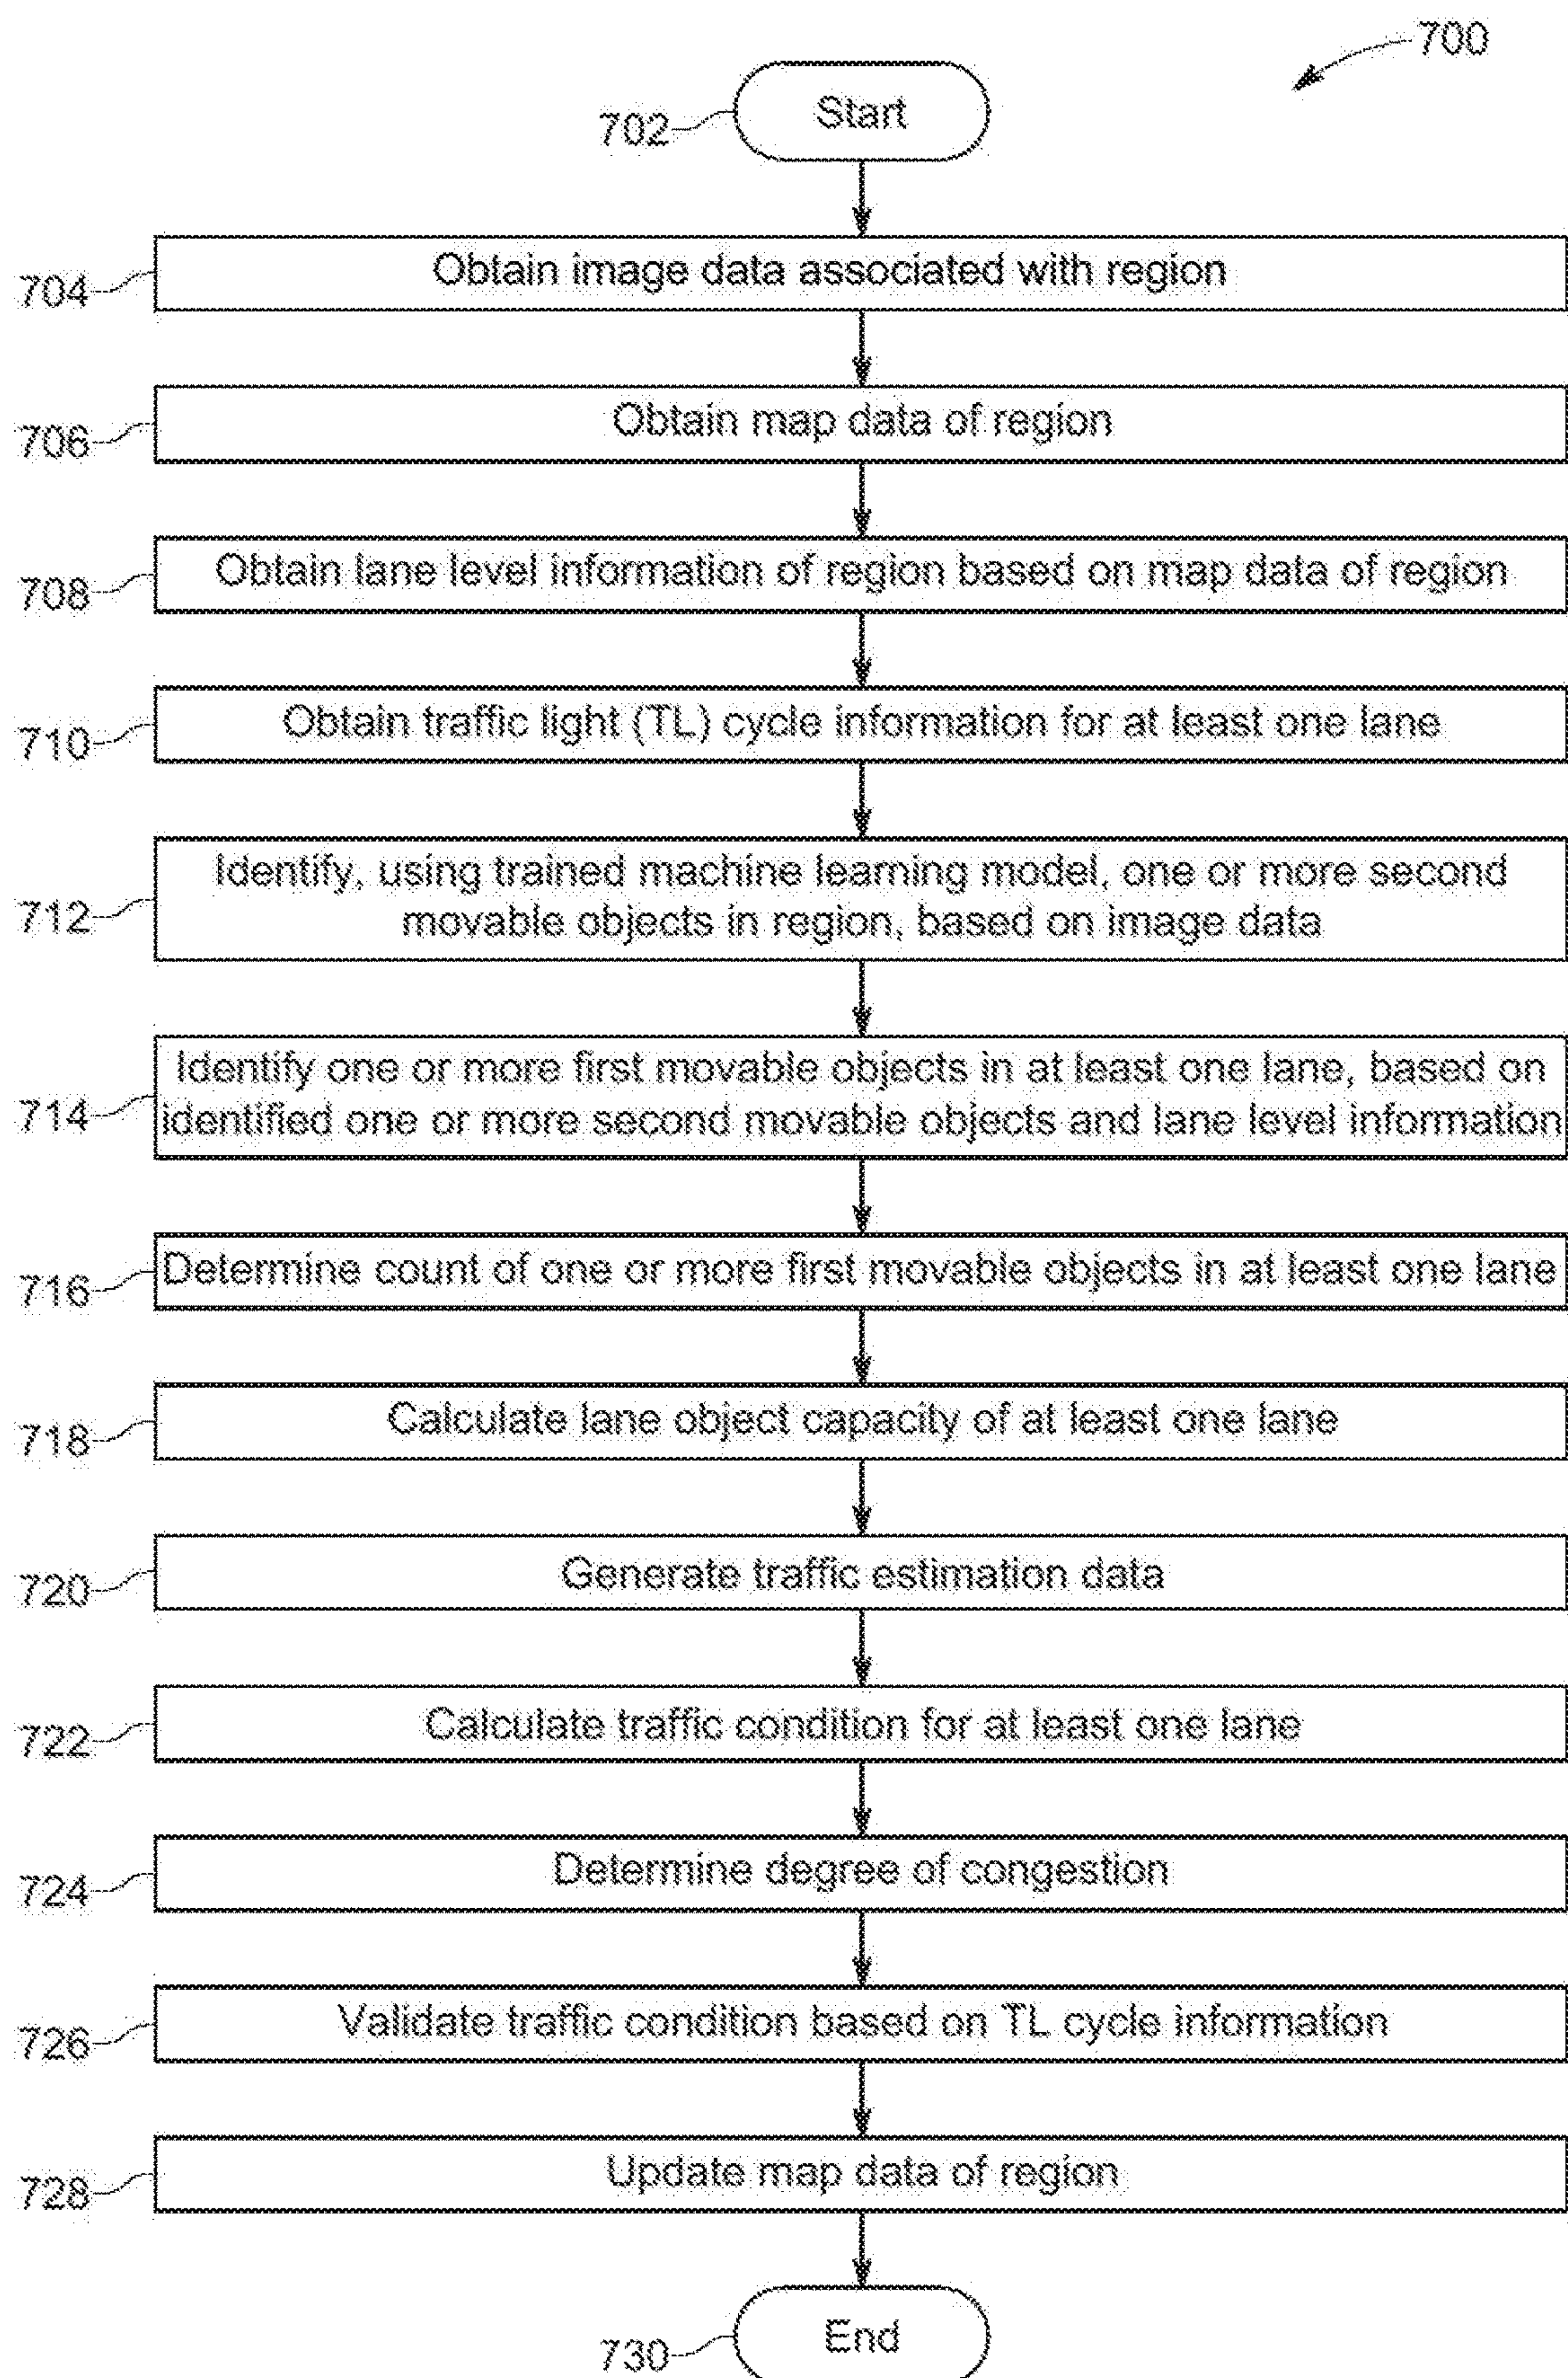 700
702
Start
704
Obtain image data associated with region
706
Obtain map data of region
708
Obtain lane level information of region based on map data of region
710
Obtain traffic light (TL) cycle information for at least one lane
712
Identify, using trained machine learning model, one or more second
movable objects in region, based on image data
714
Identify one or more first movable objects in at least one lane, based on
identified one or more second movable objects and lane level information
716
Determine count of one or more first movable objects in at least one lane
718
Calculate lane object capacity of at least one lane
720
Generate traffic estimation data
722
Calculate traffic condition for at least one lane
724
Determine degree of congestion
726
Validate traffic condition based on TL cycle information
728
Update map data of region
730
End